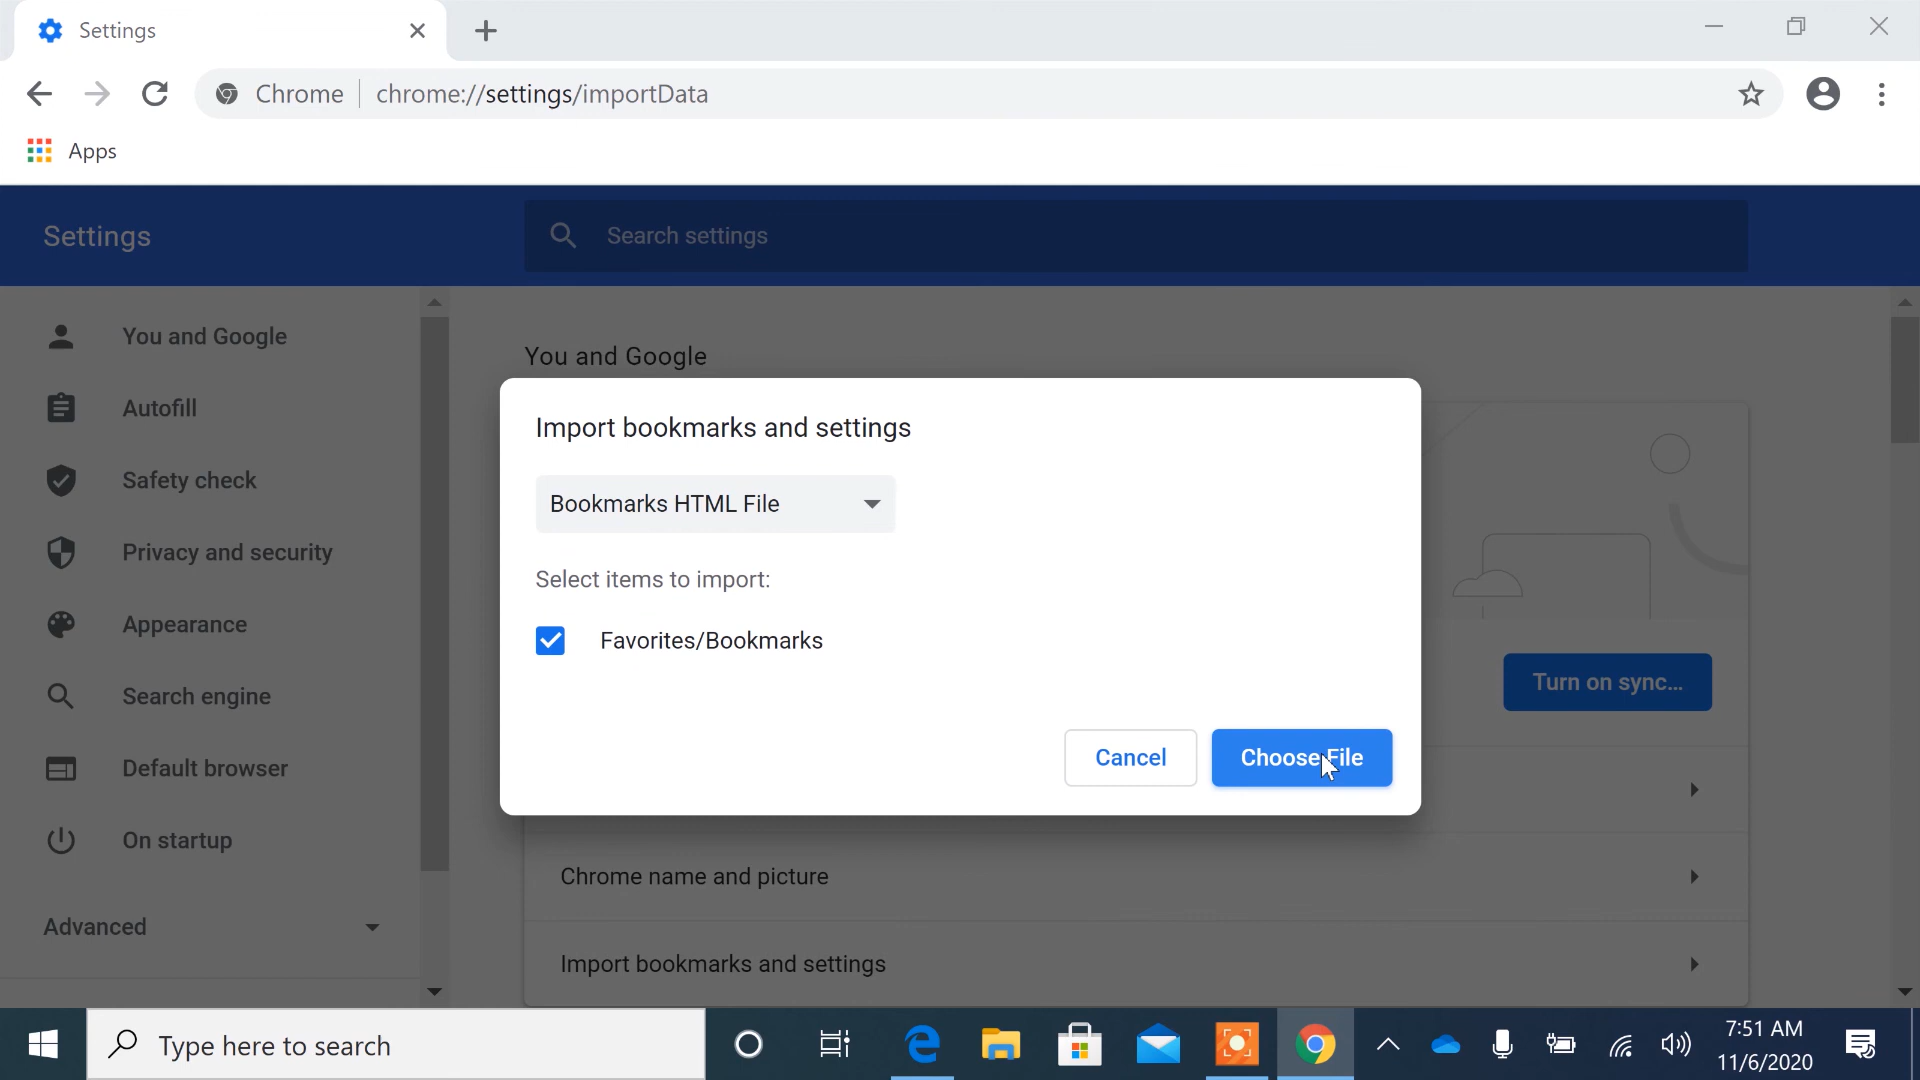 Settings
Chrome chrome://settings/importData
Apps
Settings
Search settings
You and Google
Autofill
Safety check
Privacy and security
Appearance
Search engine
Default browser
On startup
Advanced
You and Google
Import bookmarks and settings
Bookmarks HTML File
Select items to import:
Favorites/Bookmarks
Cancel
Choose File
Turn on sync...
Chrome name and picture
Import bookmarks and settings
Type here to search
7:51 AM
11/6/2020